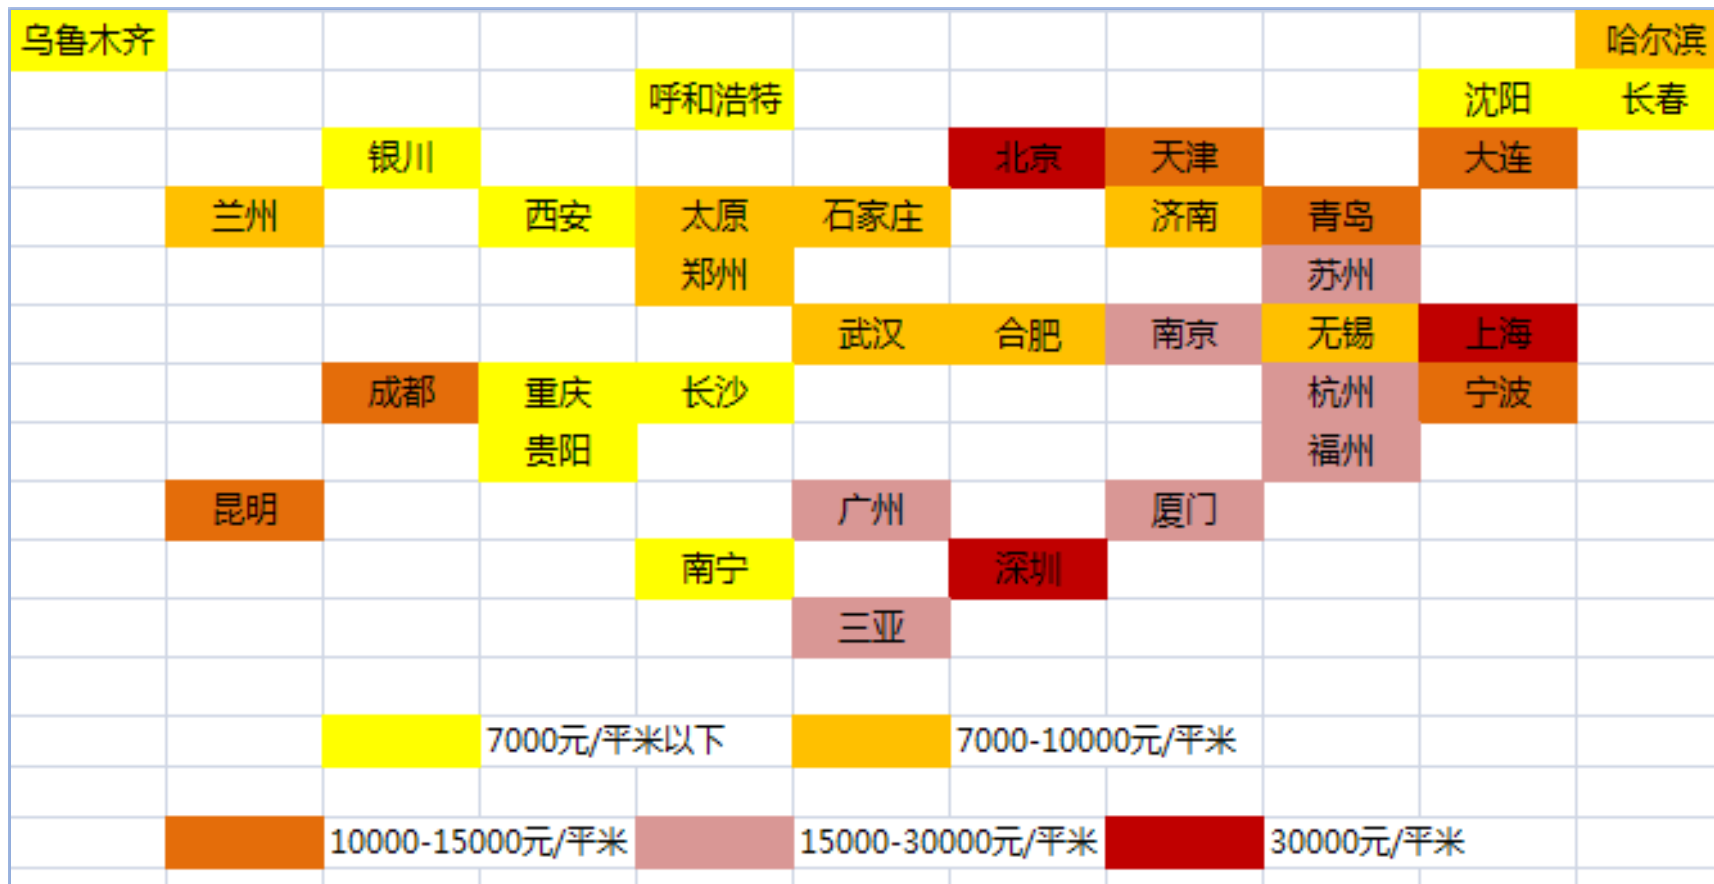 乌鲁木齐 哈尔滨
呼和浩特 沈阳 长春
银川 北京 天津 大连
兰州 西安 太原 石家庄 济南 青岛
郑州 苏州
武汉 合肥 南京 无锡 上海
成都 重庆 长沙 杭州 宁波
贵阳 福州
昆明 广州 厦门
南宁 深圳
三亚
7000元/平米以下 7000-10000元/平米
10000-15000元/平米 15000-30000元/平米 30000元/平米